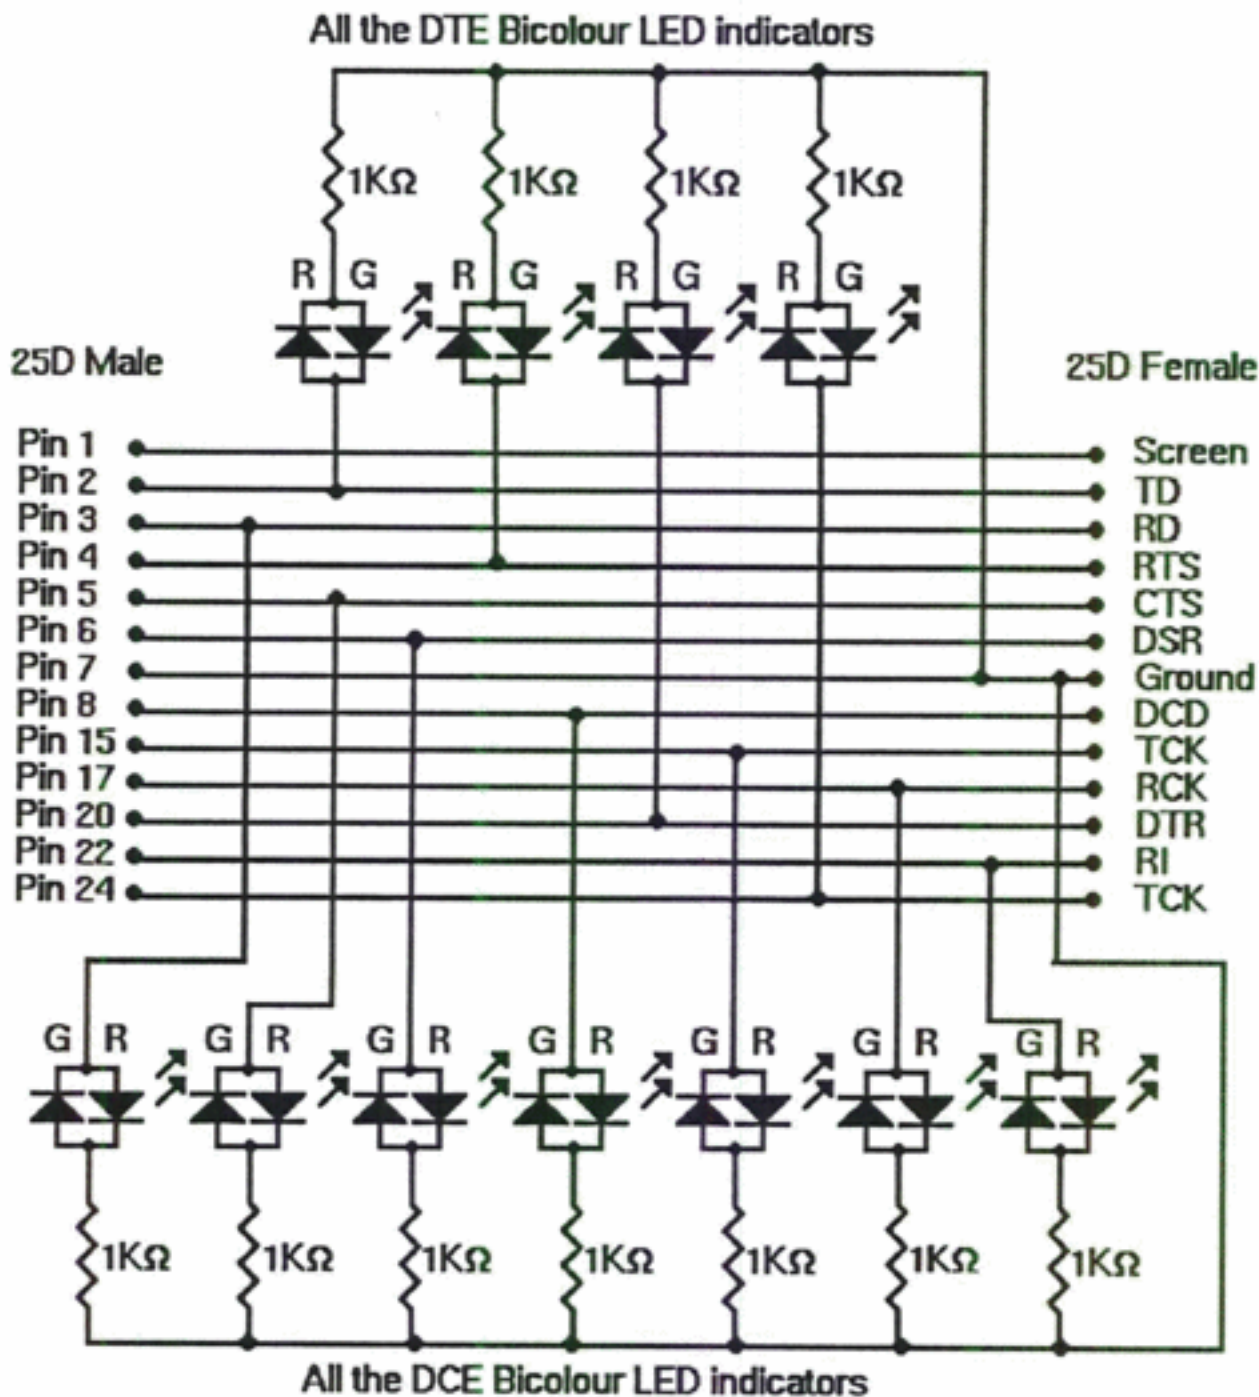 All the DTE Bicolour LED indicators
1KΩ 1KΩ 1KΩ 1KΩ
R G R G R G R G
25D Male 25D Female
Pin 1 Screen
Pin 2 TD
Pin 3 RD
Pin 4 RTS
Pin 5 CTS
Pin 6 DSR
Pin 7 Ground
Pin 8 DCD
Pin 15 TCK
Pin 17 RCK
Pin 20 DTR
Pin 22 RI
Pin 24 TCK
G R G R G R G R G R G R G R
1KΩ 1KΩ 1KΩ 1KΩ 1KΩ 1KΩ 1KΩ
All the DCE Bicolour LED indicators